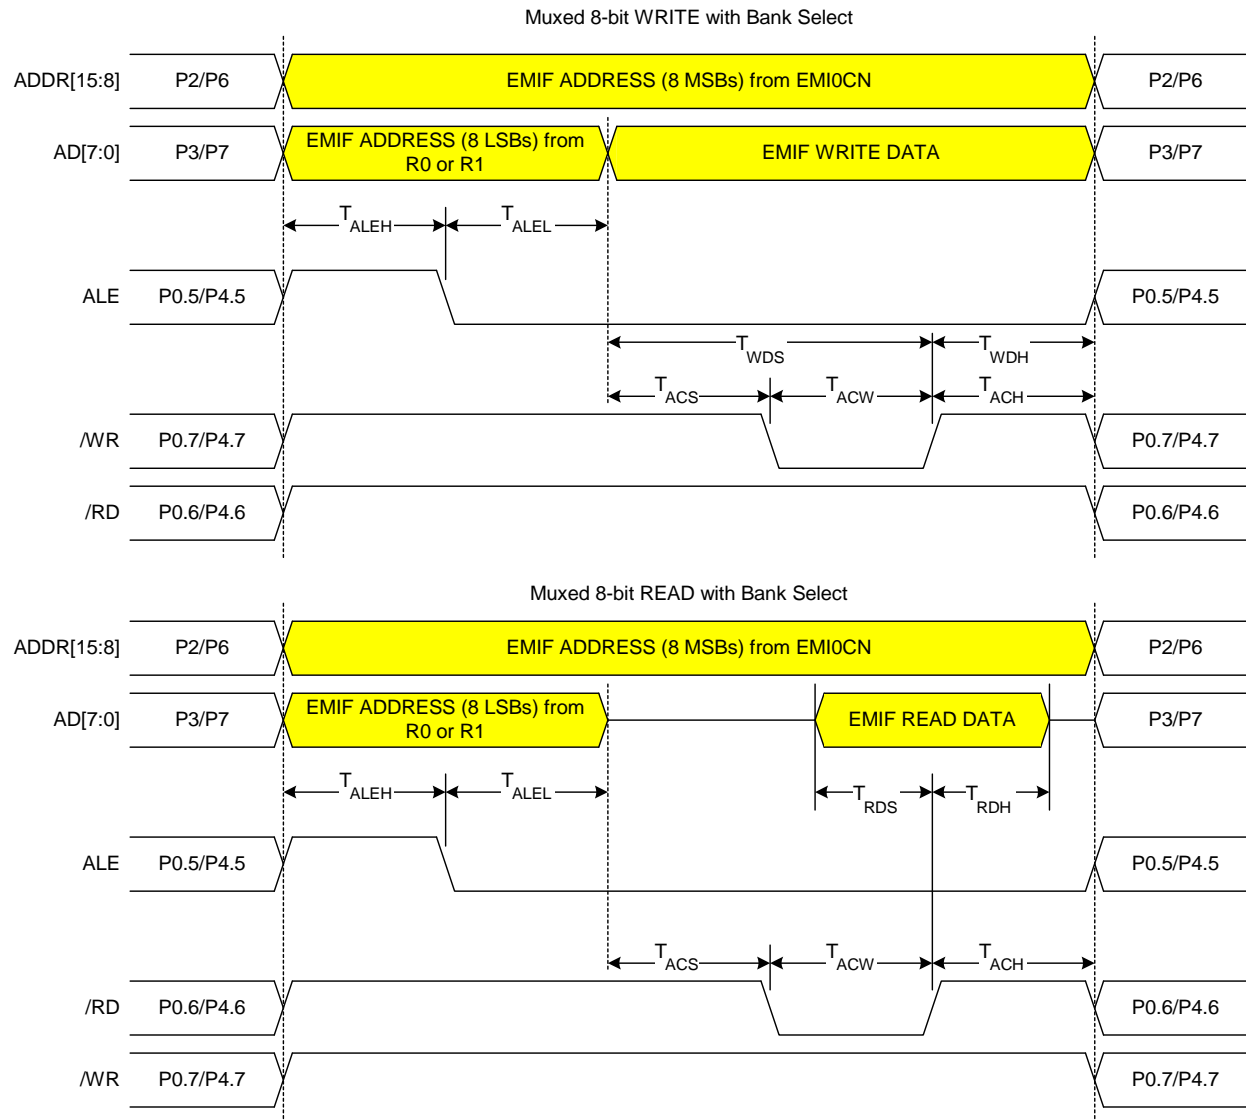 Muxed 8-bit WRITE with Bank Select
ADDR[15:8] P2/P6 EMIF ADDRESS (8 MSBs) from EMI0CN P2/P6
EMIF ADDRESS (8 LSBs) from
AD[7:0] P3/P7 R0 or R1 EMIF WRITE DATA P3/P7
TALEH TALEL
ALE P0.5/P4.5 P0.5/P4.5
TWDS TWDH
TACS TACW TACH
/WR P0.7/P4.7 P0.7/P4.7
/RD P0.6/P4.6 P0.6/P4.6
Muxed 8-bit READ with Bank Select
ADDR[15:8] P2/P6 EMIF ADDRESS (8 MSBs) from EMI0CN P2/P6
EMIF ADDRESS (8 LSBs) from
AD[7:0] P3/P7 R0 or R1 EMIF READ DATA P3/P7
TALEH TALEL TRDS TRDH
ALE P0.5/P4.5 P0.5/P4.5
TACS TACW TACH
/RD P0.6/P4.6 P0.6/P4.6
/WR P0.7/P4.7 P0.7/P4.7